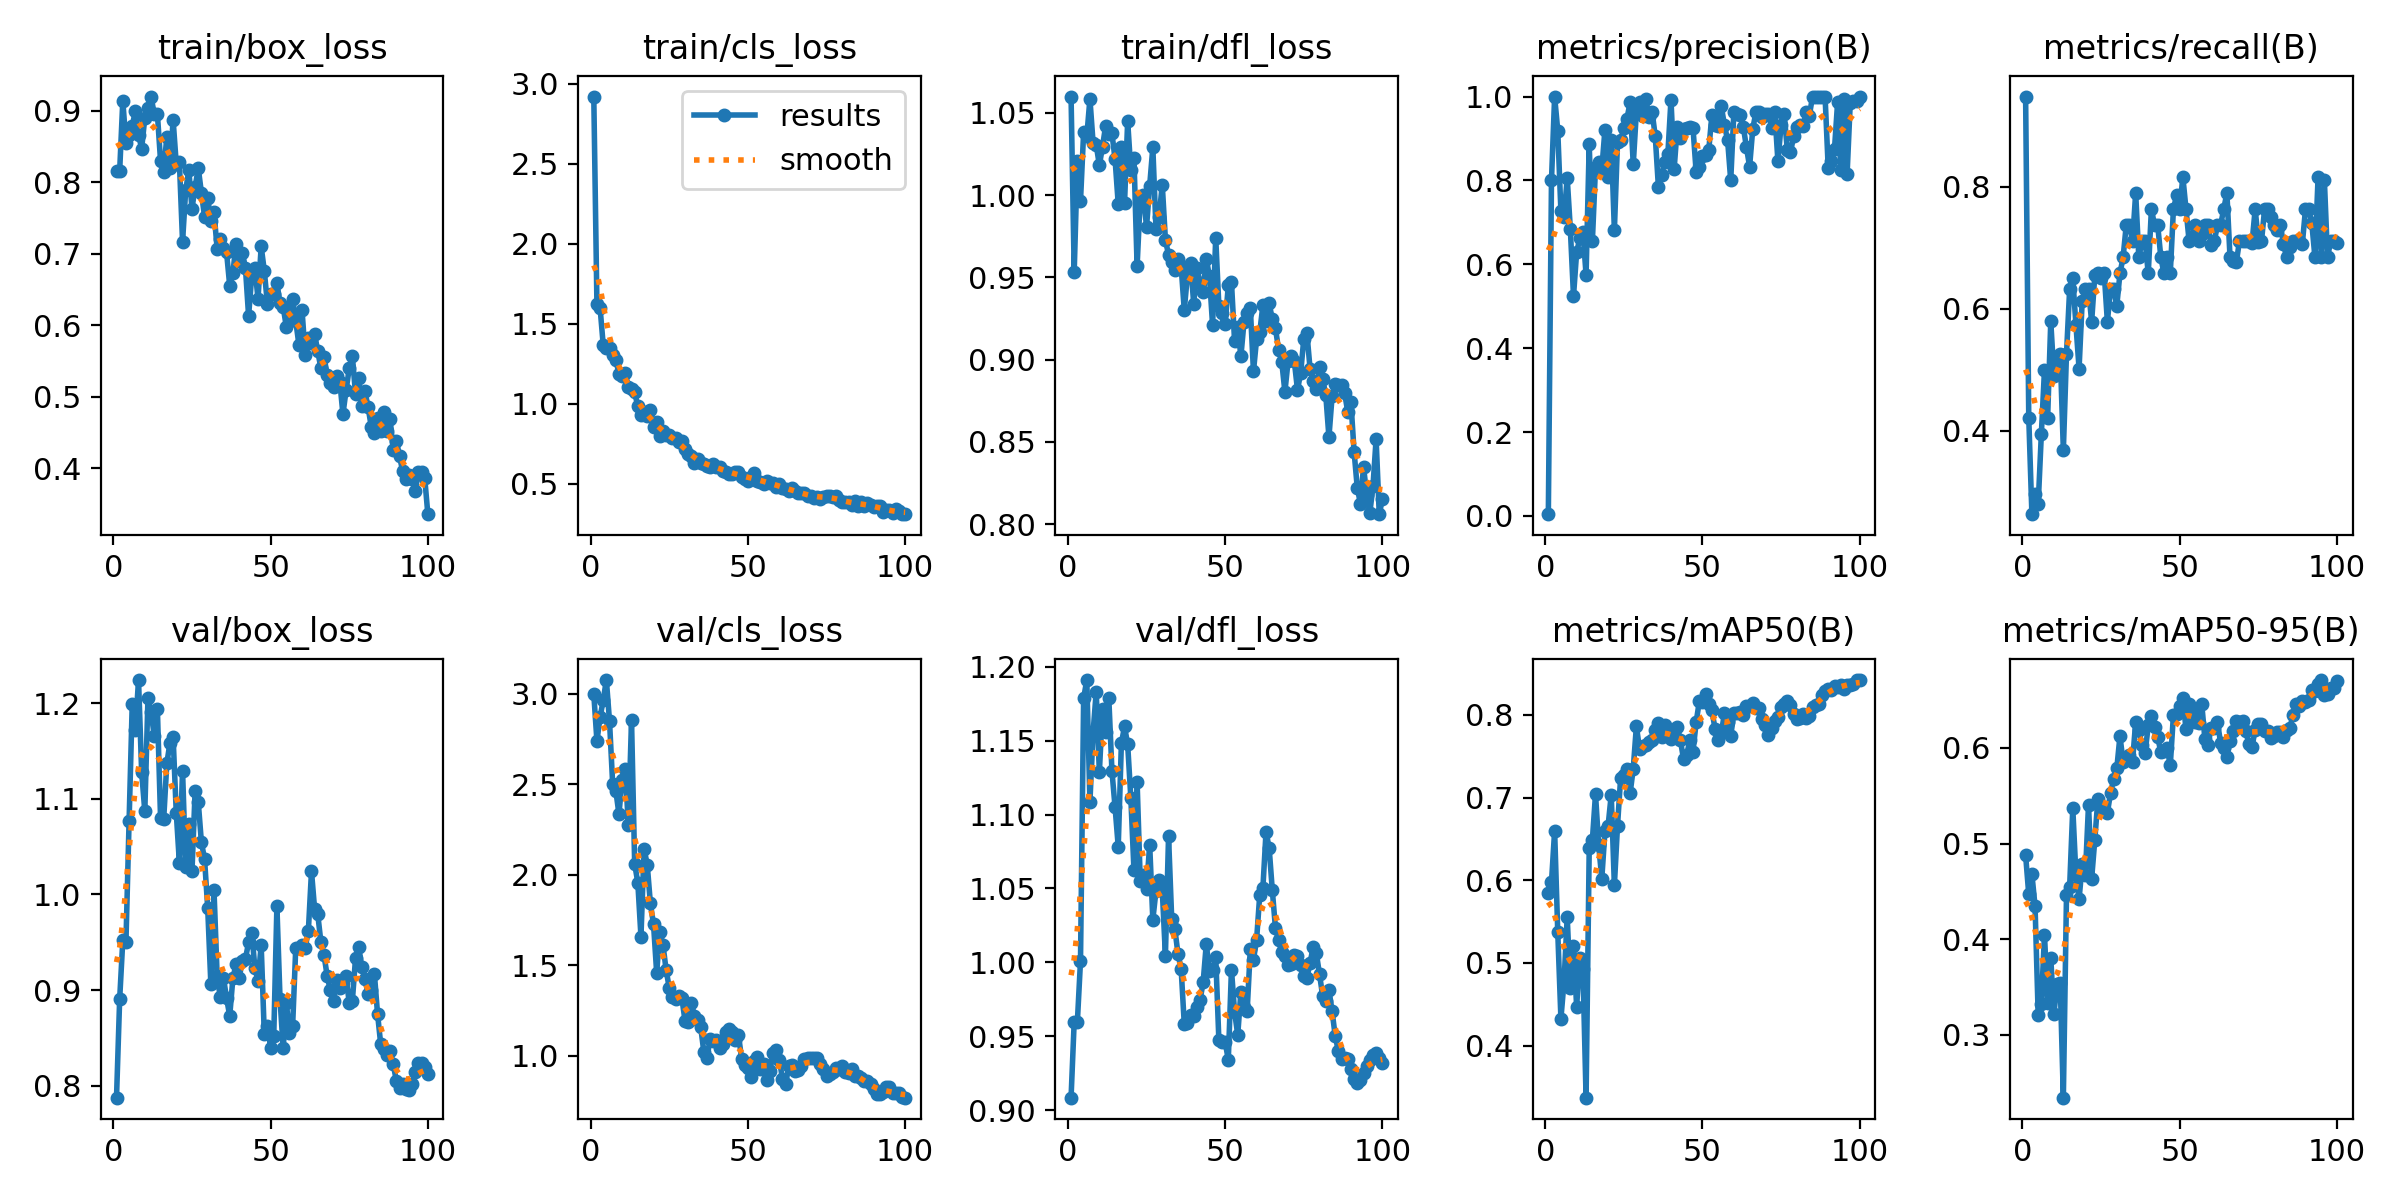 train/box_loss
train/cls_loss
train/dfl_loss
metrics/precision(B)
metrics/recall(B)
0.9
0.8
0.7
0.6
0.5
0.4
0 50 100
3.0
2.5
2.0
1.5
1.0
0.5
results
smooth
0 50 100
1.05
1.00
0.95
0.90
0.85
0.80
0 50 100
1.0
0.8
0.6
0.4
0.2
0.0
0 50 100
0.8
0.6
0.4
0 50 100
val/box_loss
val/cls_loss
val/dfl_loss
metrics/mAP50(B)
metrics/mAP50-95(B)
1.2
1.1
1.0
0.9
0.8
0 50 100
3.0
2.5
2.0
1.5
1.0
0 50 100
1.20
1.15
1.10
1.05
1.00
0.95
0.90
0 50 100
0.8
0.7
0.6
0.5
0.4
0 50 100
0.6
0.5
0.4
0.3
0 50 100